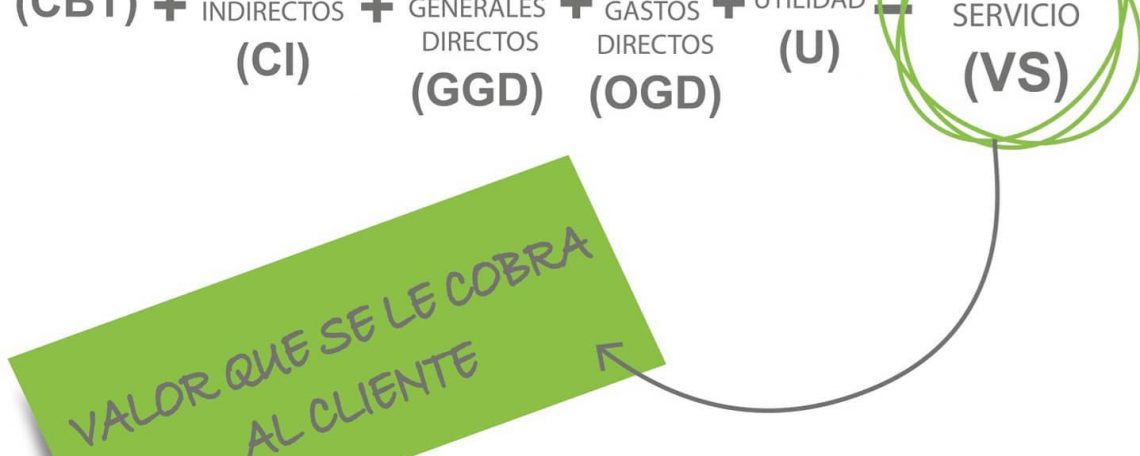 (CBT) + INDIRECTOS (CI) + GENERALES DIRECTOS (GGD) + GASTOS DIRECTOS (OGD) + UTILIDAD (U) = SERVICIO (VS)
VALOR QUE SE LE COBRA
AL CLIENTE